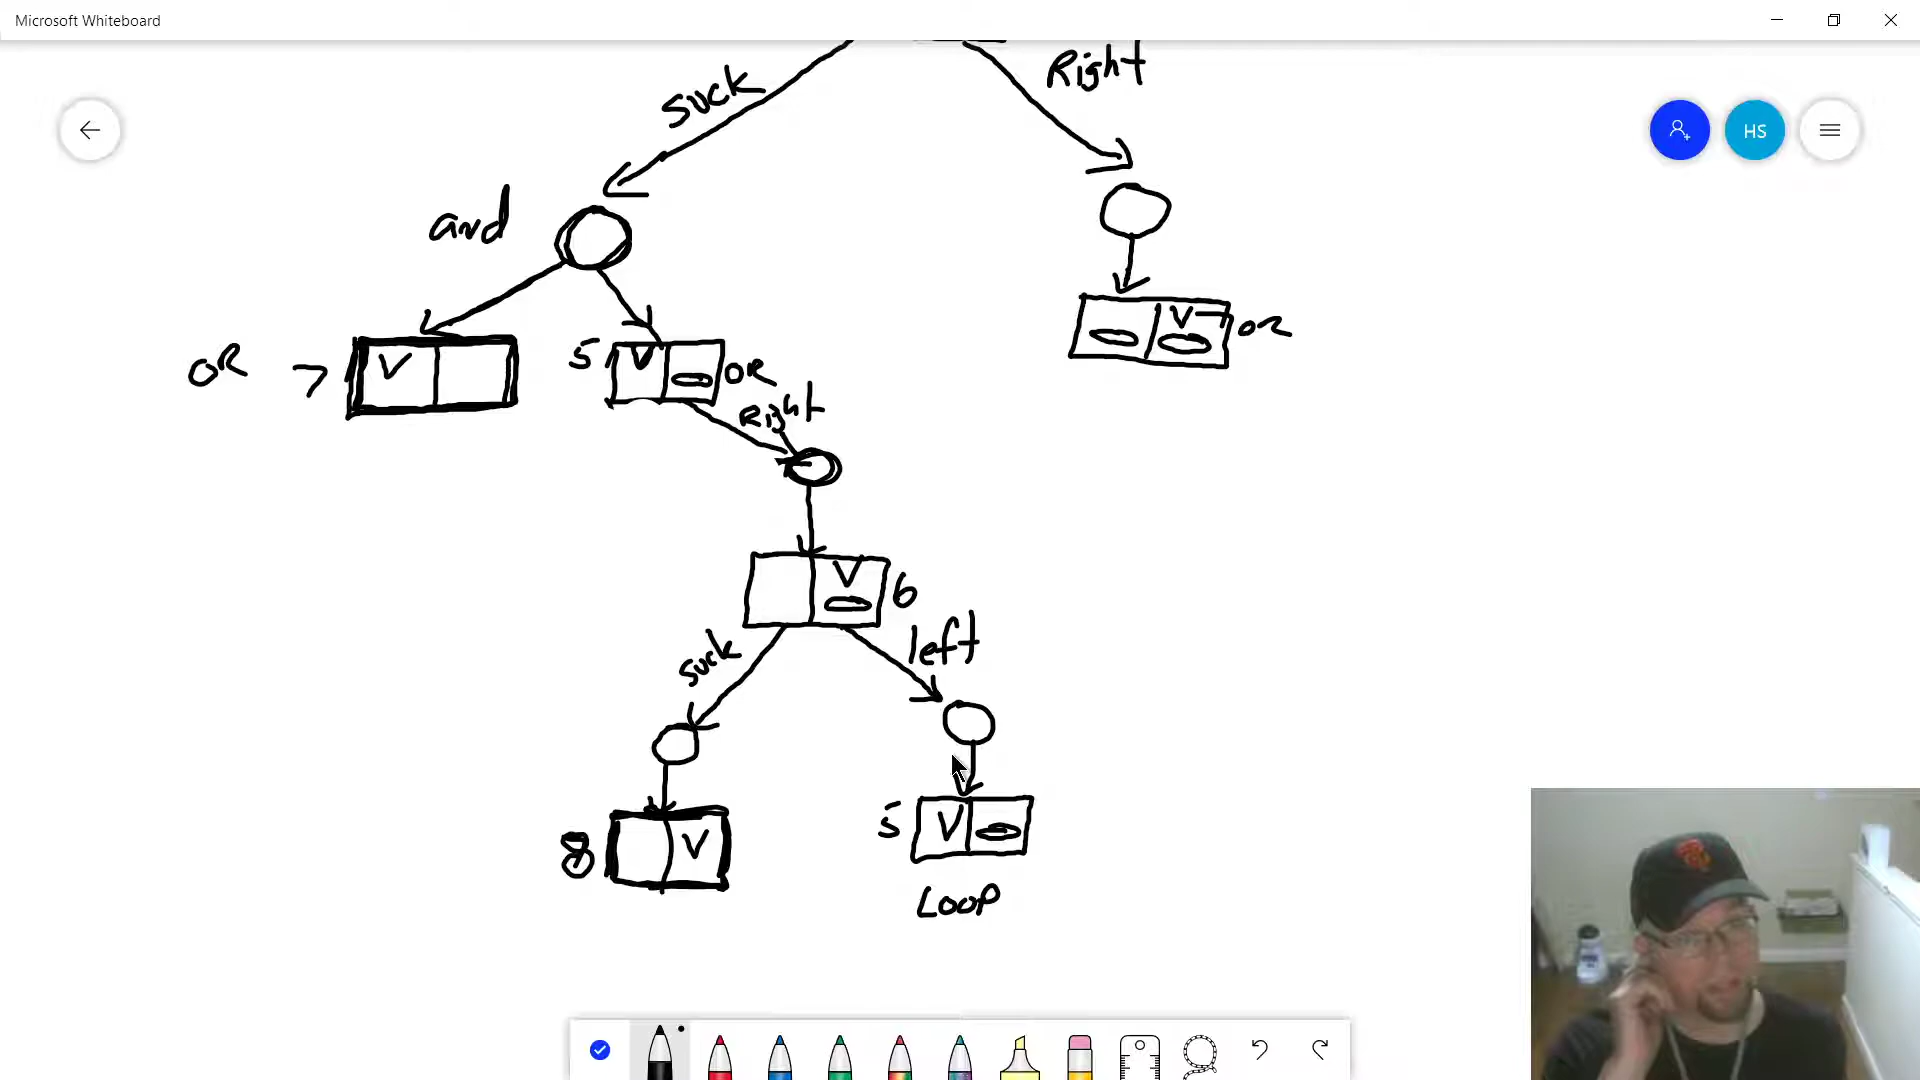 Microsoft Whiteboard
Right
suck
HS
and
OR 7 V
5 V OR
V OR
Right
V 6
left
suck
5 V
8 V
LOOP